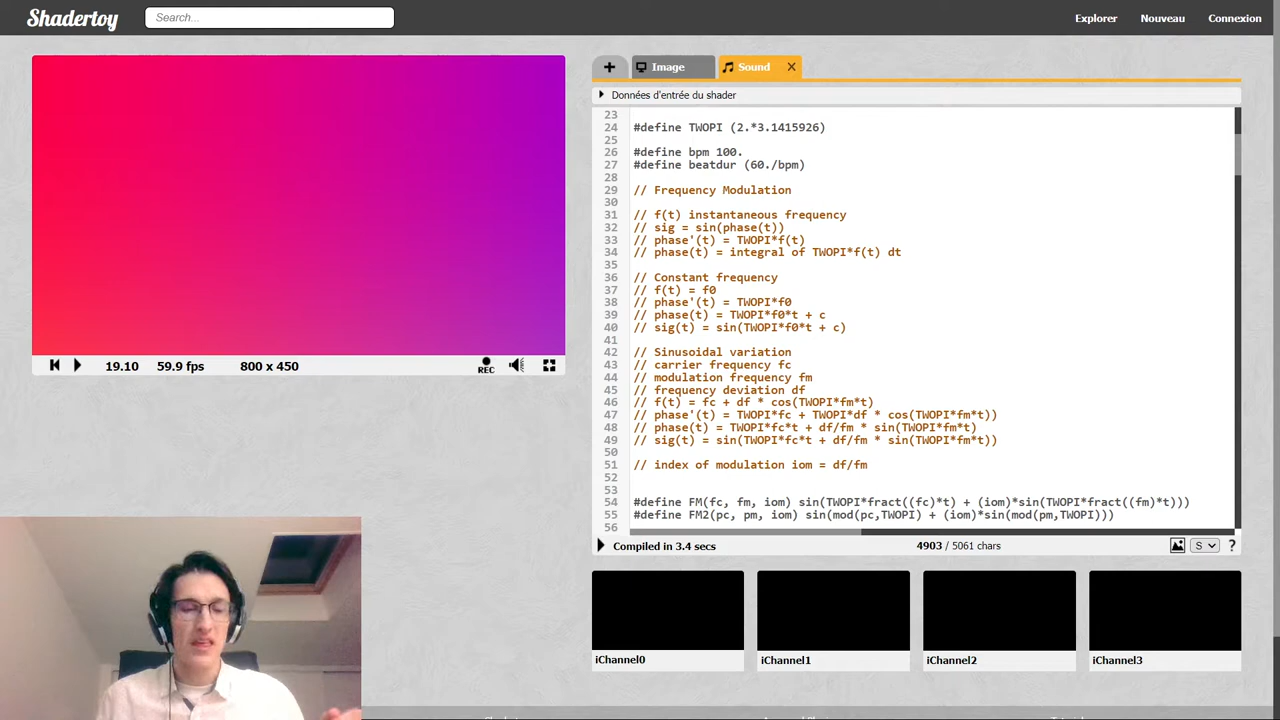 Shadertoy
Search...
Explorer
Nouveau
Connexion
Image
Sound
Données d'entrée du shader
23
24 #define TWOPI (2.*3.1415926)
25
26 #define bpm 100.
27 #define beatdur (60./bpm)
28
29 // Frequency Modulation
30
31 // f(t) instantaneous frequency
32 // sig = sin(phase(t))
33 // phase'(t) = TWOPI*f(t)
34 // phase(t) = integral of TWOPI*f(t) dt
35
36 // Constant frequency
37 // f(t) = f0
38 // phase'(t) = TWOPI*f0
39 // phase(t) = TWOPI*f0*t + c
40 // sig(t) = sin(TWOPI*f0*t + c)
41
42 // Sinusoidal variation
43 // carrier frequency fc
44 // modulation frequency fm
45 // frequency deviation df
46 // f(t) = fc + df * cos(TWOPI*fm*t)
47 // phase'(t) = TWOPI*fc + TWOPI*df * cos(TWOPI*fm*t))
48 // phase(t) = TWOPI*fc*t + df/fm * sin(TWOPI*fm*t)
49 // sig(t) = sin(TWOPI*fc*t + df/fm * sin(TWOPI*fm*t))
50
51 // index of modulation iom = df/fm
52
53
54 #define FM(fc, fm, iom) sin(TWOPI*fract((fc)*t) + (iom)*sin(TWOPI*fract((fm)*t)))
55 #define FM2(pc, pm, iom) sin(mod(pc,TWOPI) + (iom)*sin(mod(pm,TWOPI)))
56
19.10
59.9 fps
800 x 450
REC
Compiled in 3.4 secs
4903 / 5061 chars
S
?
iChannel0
iChannel1
iChannel2
iChannel3